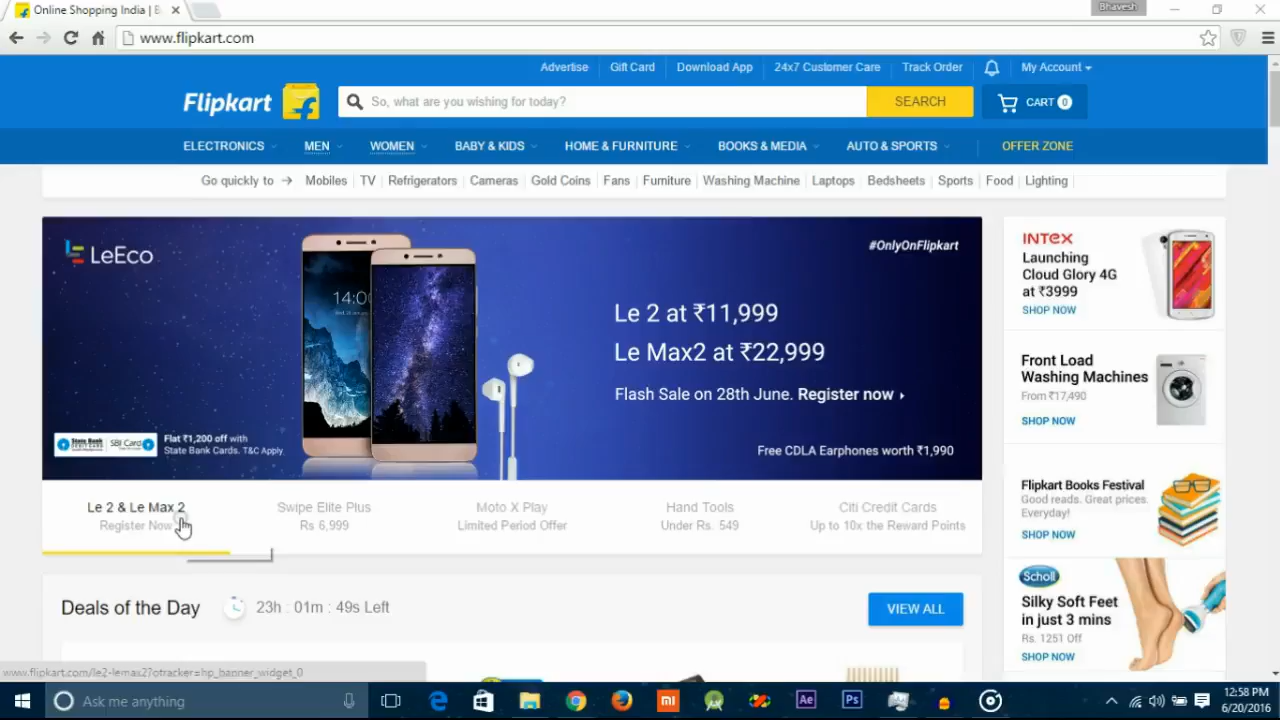 Online Shopping India | B
Bhavesh
www.flipkart.com
Advertise
Gift Card
Download App
24x7 Customer Care
Track Order
My Account
Flipkart
So, what are you wishing for today?
SEARCH
CART 0
ELECTRONICS
MEN
WOMEN
BABY & KIDS
HOME & FURNITURE
BOOKS & MEDIA
AUTO & SPORTS
OFFER ZONE
Go quickly to → Mobiles | TV | Refrigerators | Cameras | Gold Coins | Fans | Furniture | Washing Machine | Laptops | Bedsheets | Sports | Food | Lighting |
LeEco
#OnlyOnFlipkart
14:00
Le 2 at ₹11,999
Le Max2 at ₹22,999
Flash Sale on 28th June. Register now
State Bank
SBI Card
Flat ₹1,200 off with
State Bank Cards. T&C Apply
Free CDLA Earphones worth ₹1,990
Le 2 & Le Max 2
Register Now
Swipe Elite Plus
Rs 6,999
Moto X Play
Limited Period Offer
Hand Tools
Under Rs. 549
Citi Credit Cards
Up to 10x the Reward Points
INTEX
Launching
Cloud Glory 4G
at ₹3999
SHOP NOW
Front Load
Washing Machines
From ₹17,490
SHOP NOW
Flipkart Books Festival
Good reads. Great prices.
Everyday!
SHOP NOW
Scholl
Silky Soft Feet
in just 3 mins
Rs. 1251 Off
SHOP NOW
Deals of the Day
23h : 01m : 49s Left
VIEW ALL
www.flipkart.com/le2-lemax2?otracker=hp_banner_widget_0
Ask me anything
Ae
Ps
12:58 PM
6/20/2016